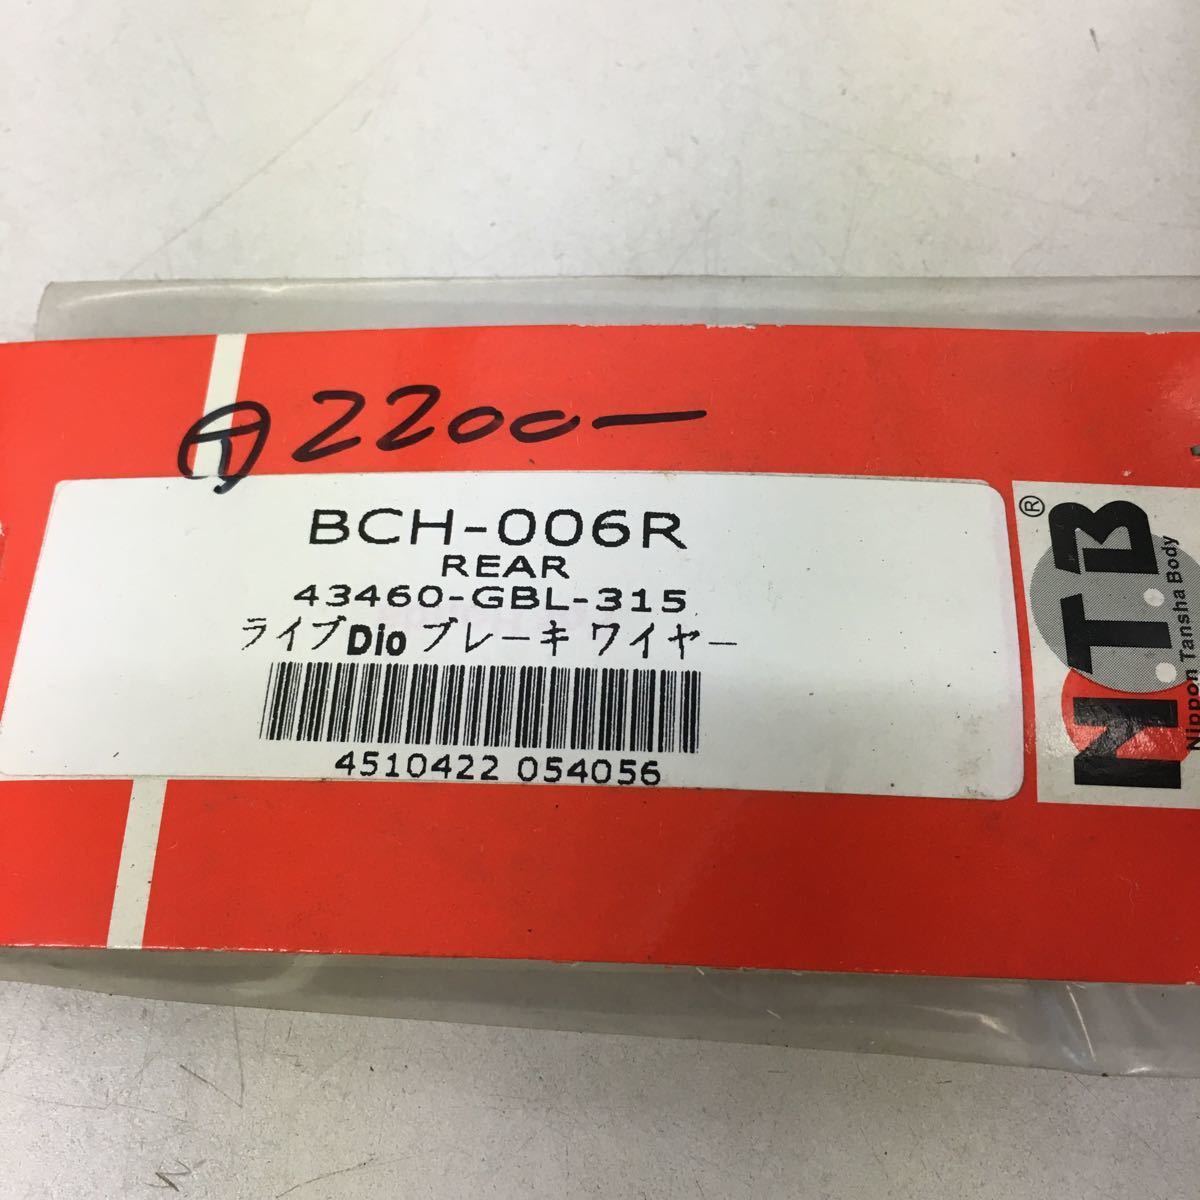 ㋐2200ー
BCH-006R
REAR
43460-GBL-315
ライブDio ブレーキ ワイヤー
4510422 054056
N.T.B
®
Nippon Tansha Body